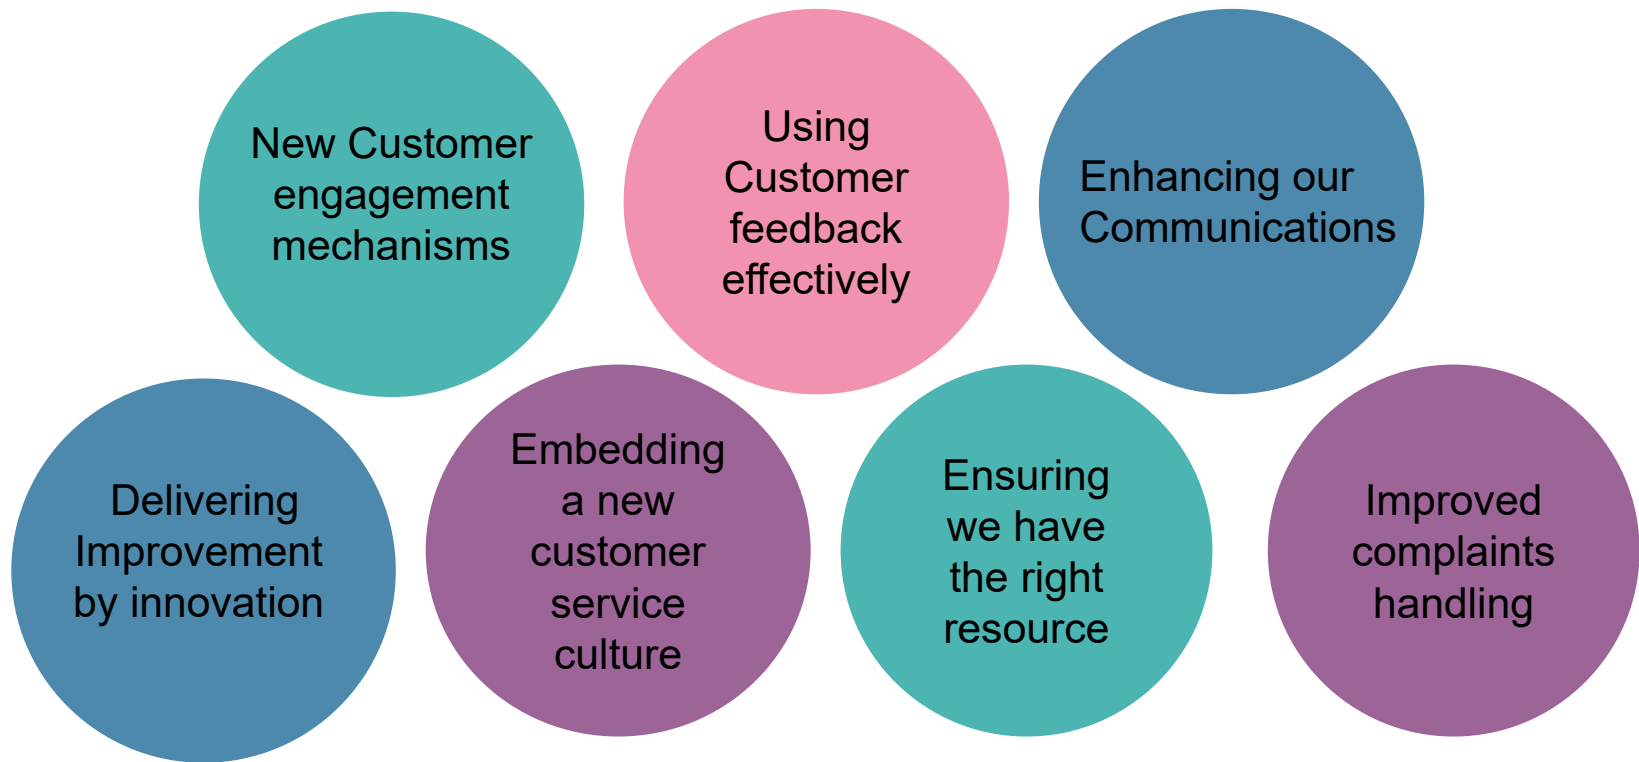 New Customer
engagement
mechanisms
Using
Customer
feedback
effectively
Enhancing our
Communications
Delivering
Improvement
by innovation
Embedding
a new
customer
service
culture
Ensuring
we have
the right
resource
Improved
complaints
handling